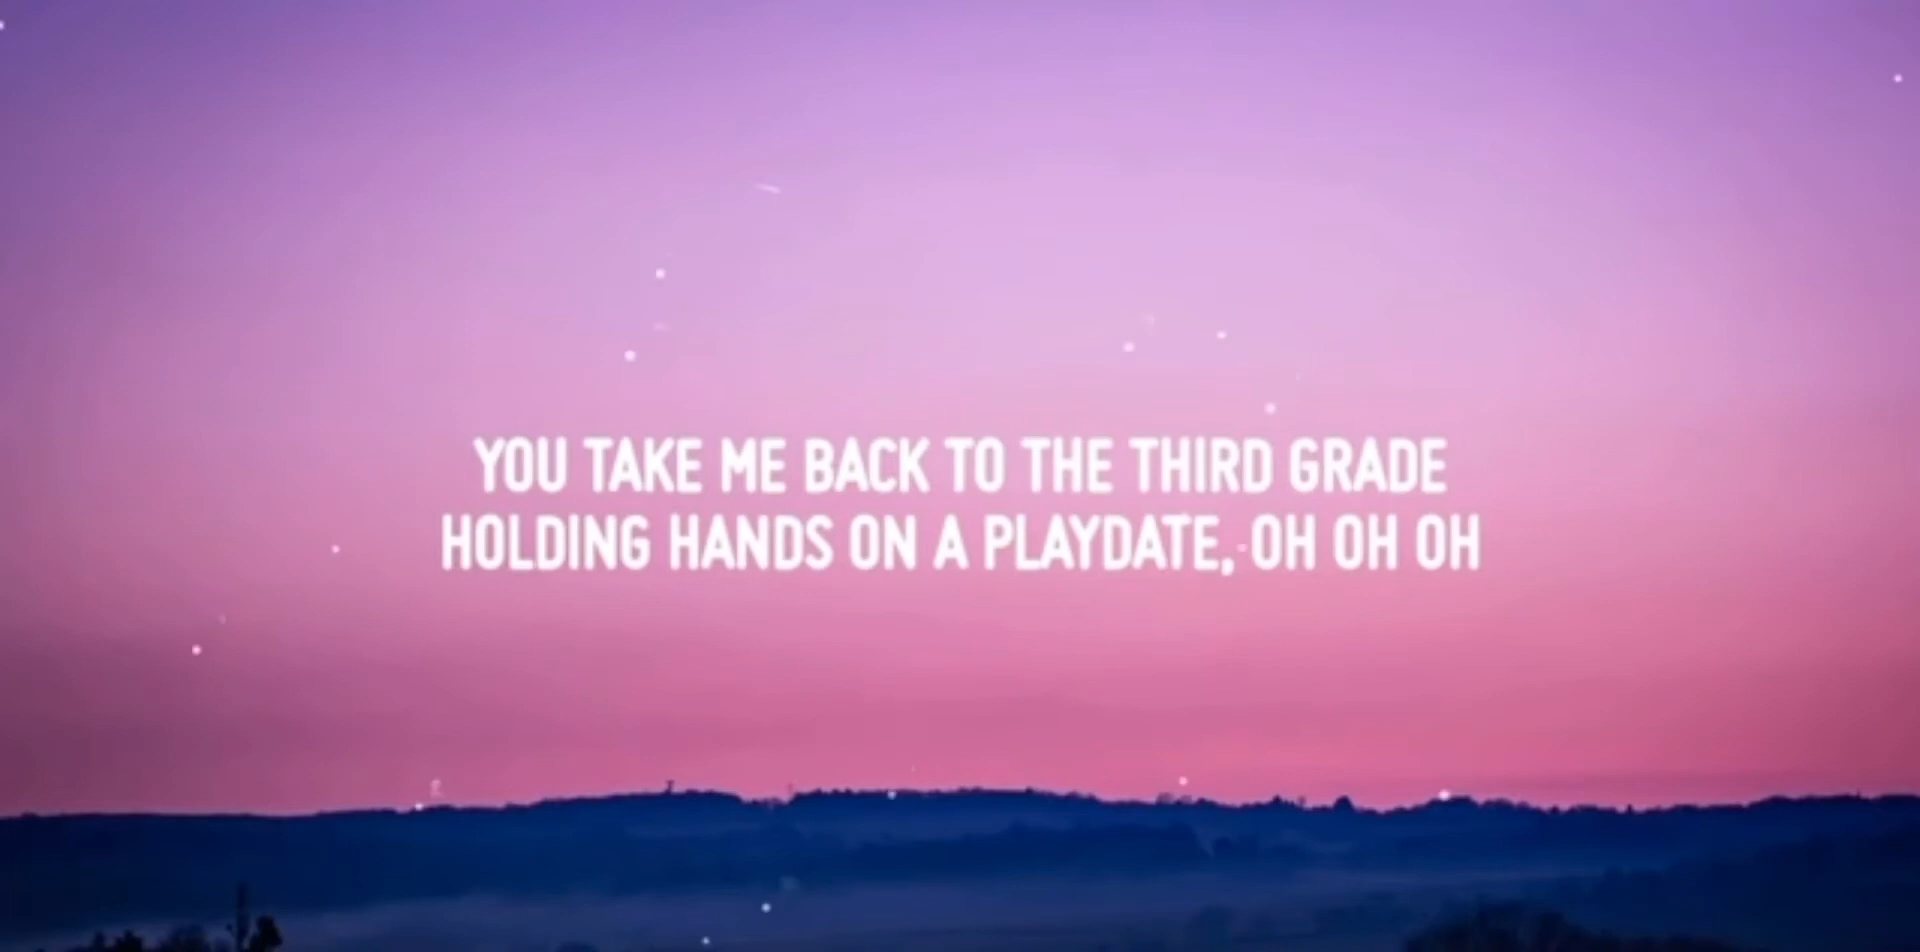 YOU TAKE ME BACK TO THE THIRD GRADE
HOLDING HANDS ON A PLAYDATE, OH OH OH